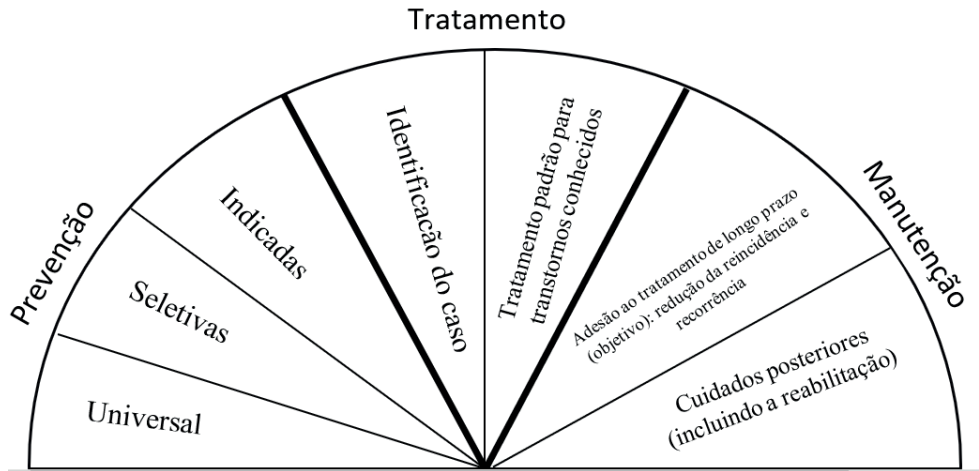 Tratamento
Prevenção
Universal
Seletivas
Indicadas
Identificação do caso
Tratamento padrão para
transtornos conhecidos
Manutenção
Adesão ao tratamento de longo prazo
(objetivo): redução da reincidência e
recorrência
Cuidados posteriores
(incluindo a reabilitação)